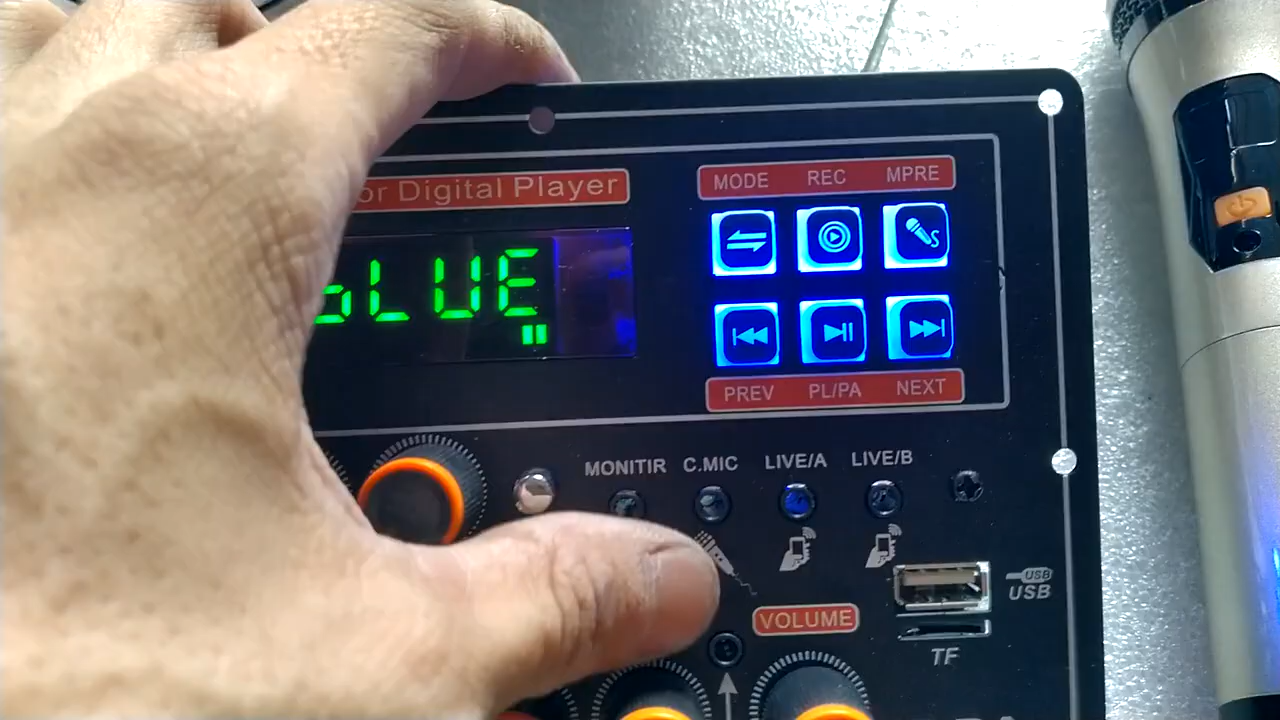 or Digital Player
MODE REC MPRE
bLUE
PREV PL/PA NEXT
MONITIR C.MIC LIVE/A LIVE/B
USB
USB
VOLUME
TF